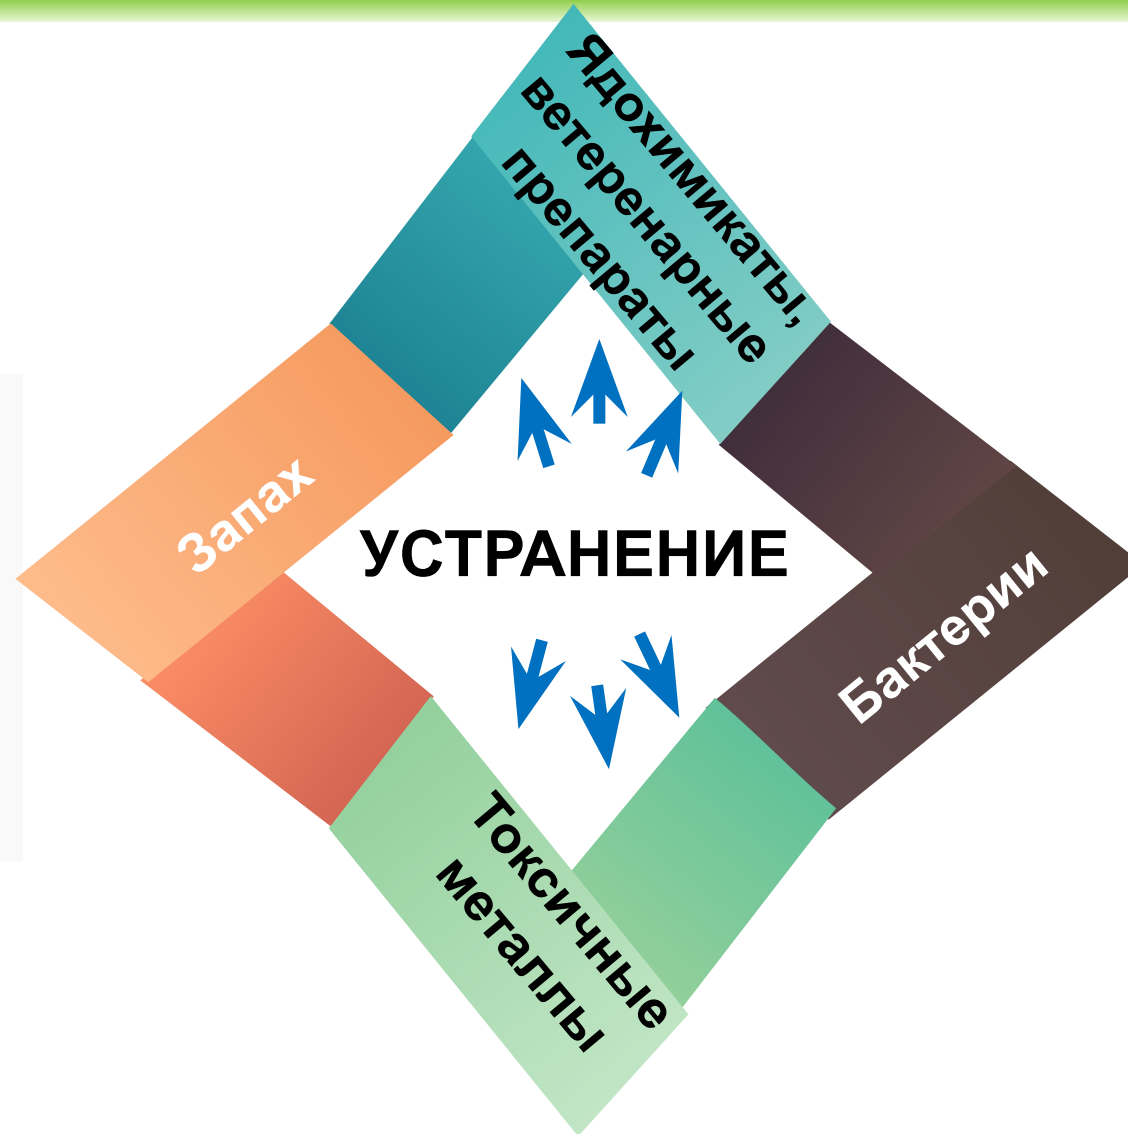 Ядохимикаты,
ветеренарные
препараты
Запах
УСТРАНЕНИЕ
Бактерии
Токсичные
металлы